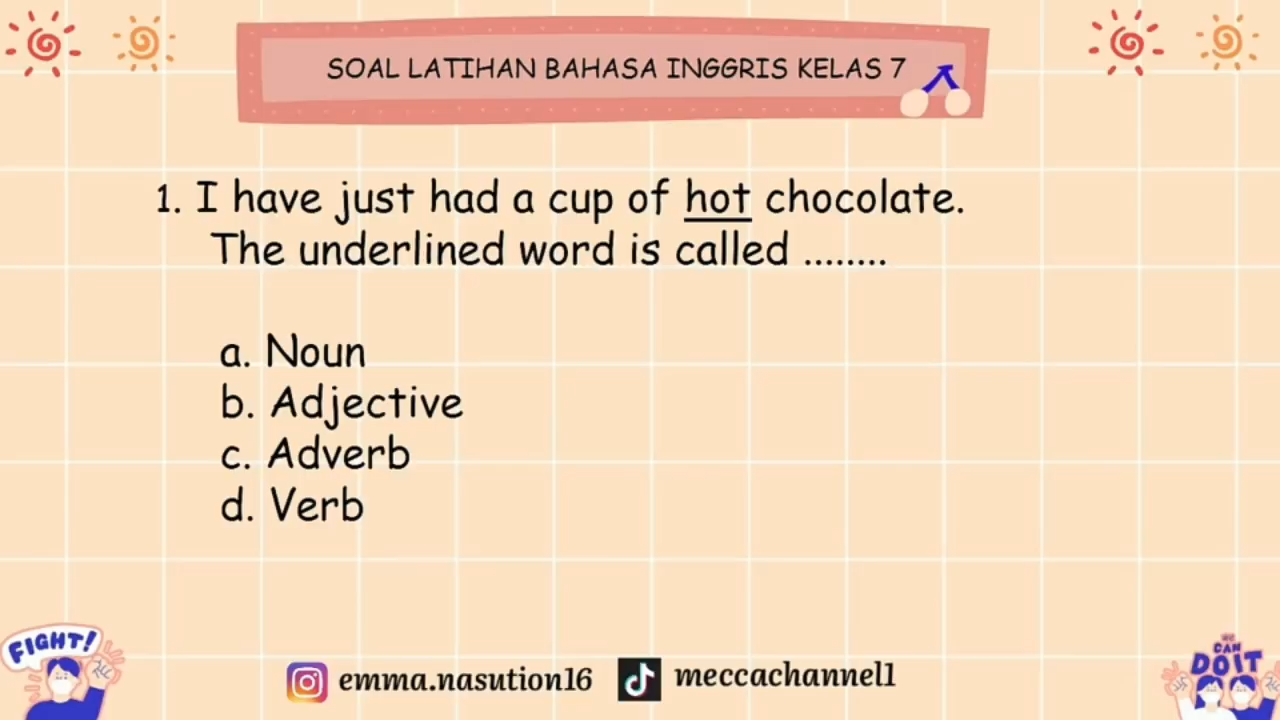 SOAL LATIHAN BAHASA INGGRIS KELAS 7
1. I have just had a cup of hot chocolate.
The underlined word is called ........
a. Noun
b. Adjective
c. Adverb
d. Verb
FIGHT!
emma.nasution16
meccachannel1
WE
CAN
DO IT